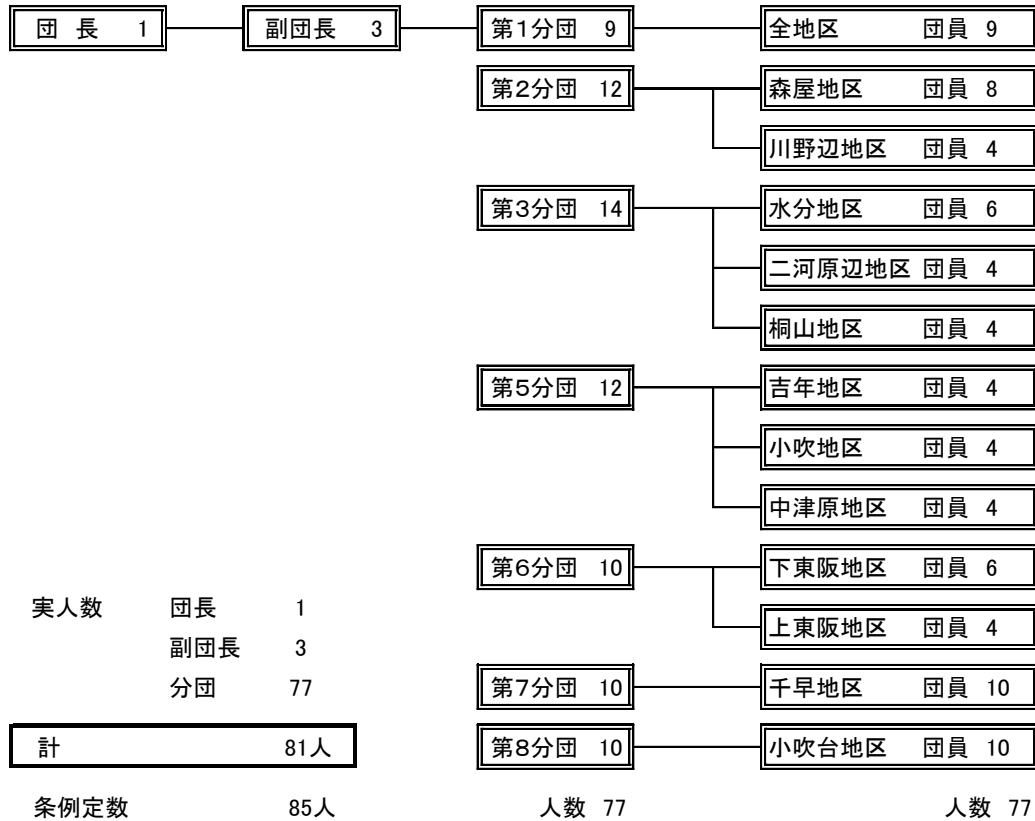 団 長 1 副団長 3 第1分団 9 全地区 団員 9
第2分団 12 森屋地区 団員 8
川野辺地区 団員 4
第3分団 14 水分地区 団員 6
二河原辺地区 団員 4
桐山地区 団員 4
第5分団 12 吉年地区 団員 4
小吹地区 団員 4
中津原地区 団員 4
第6分団 10 下東阪地区 団員 6
実人数 団長 1
上東阪地区 団員 4
副団長 3
分団 77 第7分団 10 千早地区 団員 10
計 81人 第8分団 10 小吹台地区 団員 10
条例定数 85人 人数 77 人数 77